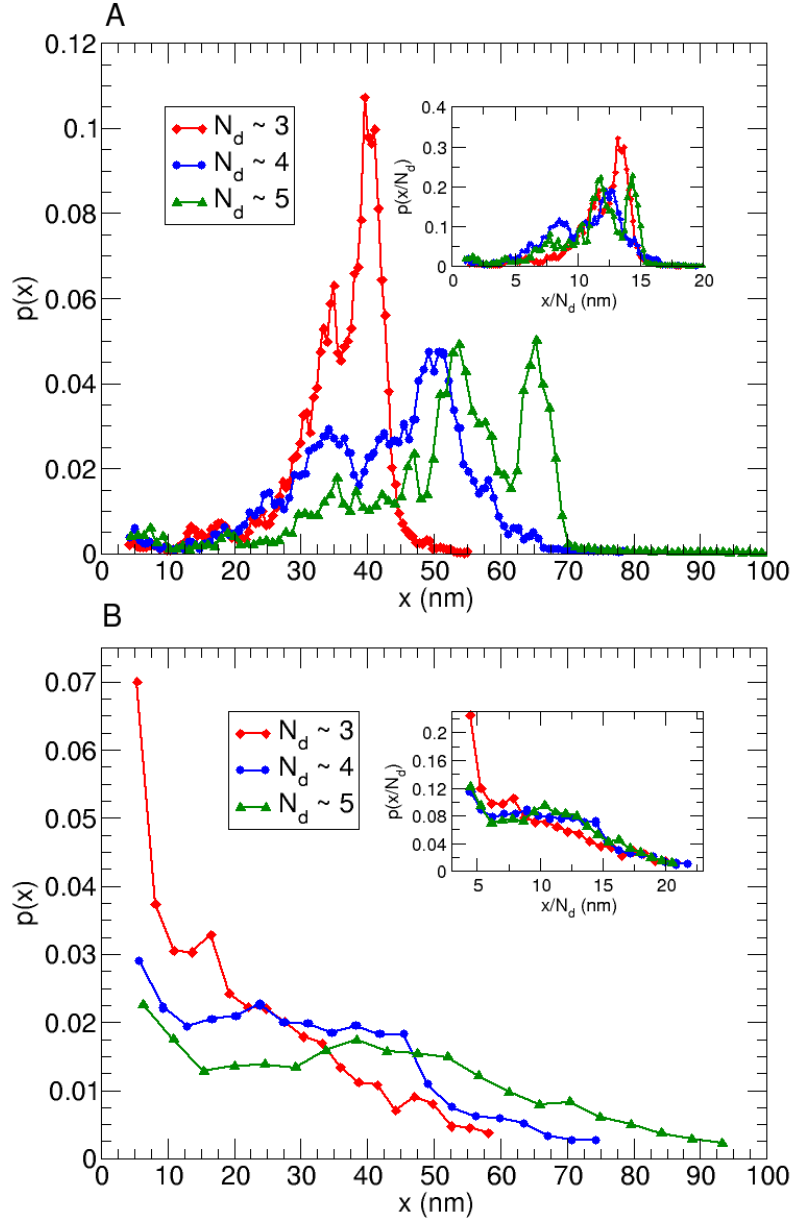 A
0.12
0.1
0.08
0.06
0.04
0.02
0
p(x)
N_d ~ 3
N_d ~ 4
N_d ~ 5
0.4
0.3
0.2
0.1
0
p(x/N_d)
0 5 10 15 20
x/N_d (nm)
0 10 20 30 40 50 60 70 80 90 100
x (nm)
B
0.07
0.06
0.05
0.04
0.03
0.02
0.01
0
p(x)
N_d ~ 3
N_d ~ 4
N_d ~ 5
0.2
0.16
0.12
0.08
0.04
0
p(x/N_d)
5 10 15 20
x/N_d (nm)
0 10 20 30 40 50 60 70 80 90 100
x (nm)